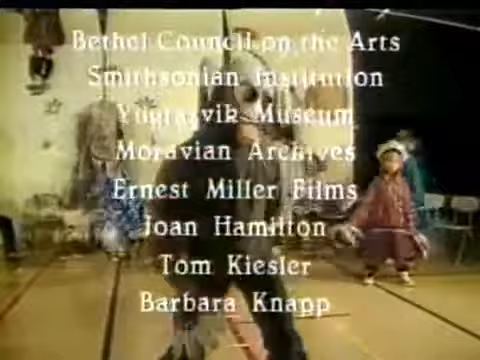 Bethel Council on the Arts
Smithsonian Institution
Yugtarvik Museum
Moravian Archives
Ernest Miller Films
Joan Hamilton
Tom Kiesler
Barbara Knapp